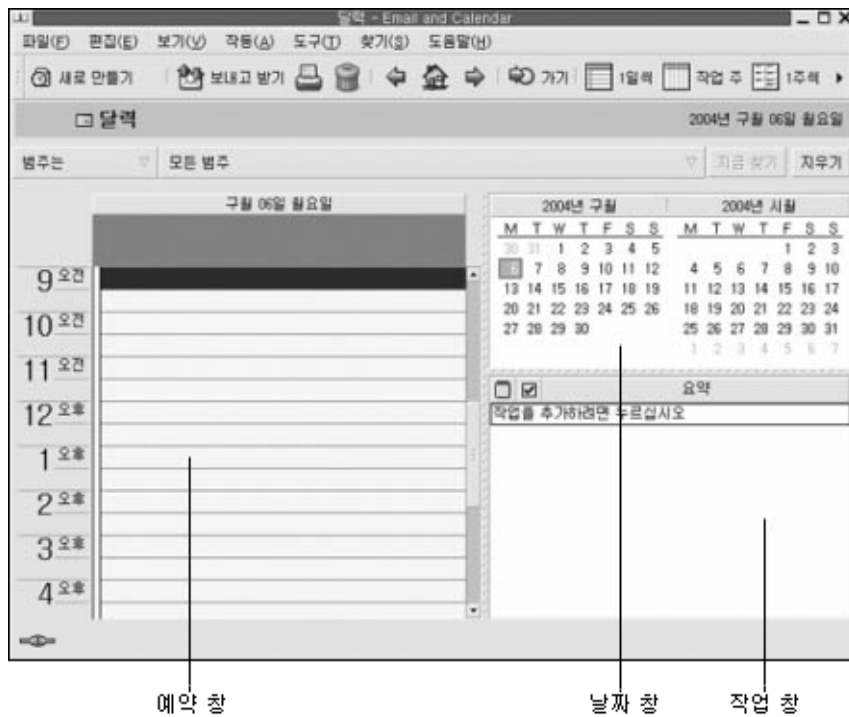 달력 - Email and Calendar
파일(F) 편집(E) 보기(V) 작동(A) 도구(T) 찾기(S) 도움말(H)
새로 만들기 보내고 받기 가기 1일씩 작업 주 1주씩
달력 2004년 구월 06일 월요일
범주는 모든 범주 지금 찾기 지우기
구월 06일 월요일
2004년 구월 2004년 시월
M T W T F S S M T W T F S S
30 31 1 2 3 4 5 1 2 3
6 7 8 9 10 11 12 4 5 6 7 8 9 10
13 14 15 16 17 18 19 11 12 13 14 15 16 17
20 21 22 23 24 25 26 18 19 20 21 22 23 24
27 28 29 30 25 26 27 28 29 30 31
1 2 3 4 5 6 7
요약
작업을 추가하려면 누르십시오
9 오전
10 오전
11 오전
12 오후
1 오후
2 오후
3 오후
4 오후
예약 창 날짜 창 작업 창